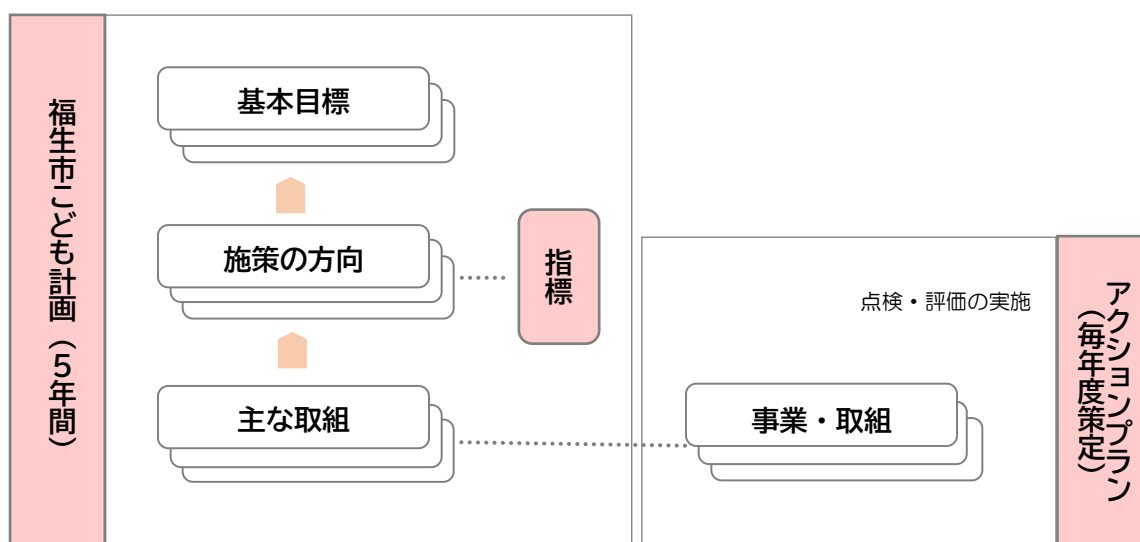 福生市こども計画（５年間）
基本目標
施策の方向
指標
主な取組
点検・評価の実施
事業・取組
アクションプラン
（毎年度策定）